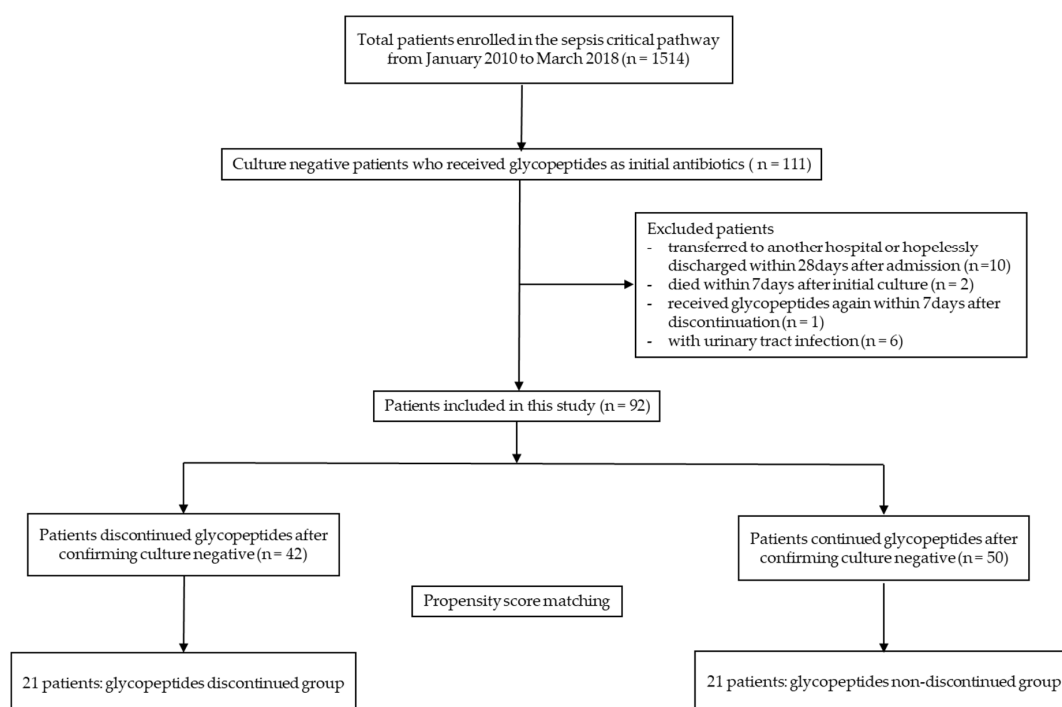 Total patients enrolled in the sepsis critical pathway
from January 2010 to March 2018 (n = 1514)
Culture negative patients who received glycopeptides as initial antibiotics ( n = 111)
Excluded patients
- transferred to another hospital or hopelessly
discharged within 28days after admission (n =10)
- died within 7days after initial culture (n = 2)
- received glycopeptides again within 7days after
discontinuation (n = 1)
- with urinary tract infection (n = 6)
Patients included in this study (n = 92)
Patients discontinued glycopeptides after
confirming culture negative (n = 42)
Patients continued glycopeptides after
confirming culture negative (n = 50)
Propensity score matching
21 patients: glycopeptides discontinued group
21 patients: glycopeptides non-discontinued group